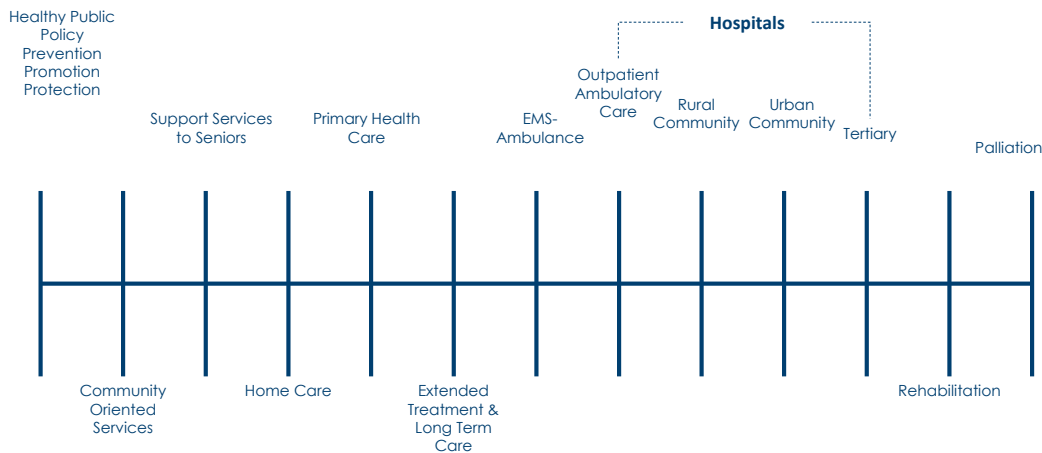 Healthy Public
Policy
Prevention
Promotion
Protection
Support Services
to Seniors
Primary Health
Care
EMS-
Ambulance
Hospitals
Outpatient
Ambulatory
Care
Rural
Community
Urban
Community
Tertiary
Palliation
Community
Oriented
Services
Home Care
Extended
Treatment &
Long Term
Care
Rehabilitation